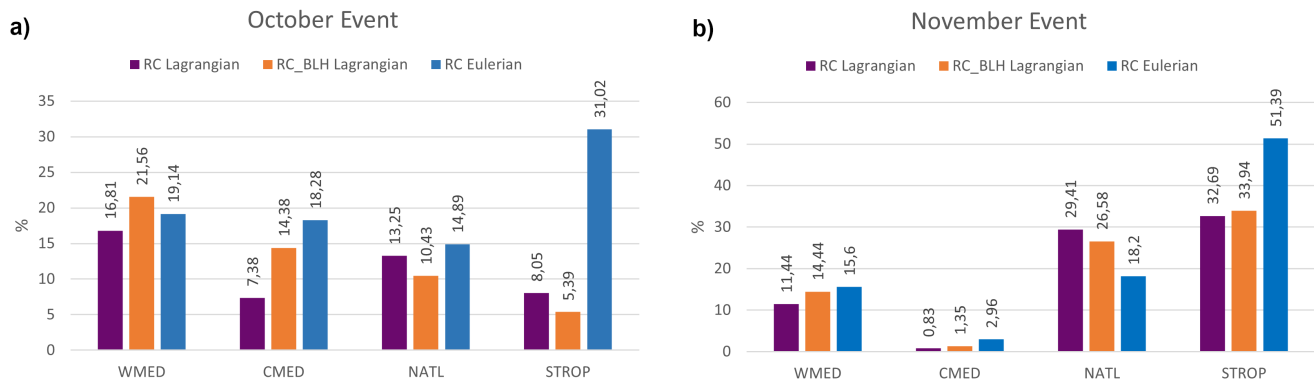 a)
October Event
RC Lagrangian RC_BLH Lagrangian RC Eulerian
35
30
25
20
15
10
5
0
%
16,81 21,56 19,14
7,38 14,38 18,28
13,25 10,43 14,89
8,05 5,39 31,02
WMED CMED NATL STROP
b)
November Event
RC Lagrangian RC_BLH Lagrangian RC Eulerian
60
50
40
30
20
10
0
%
11,44 14,44 15,6
0,83 1,35 2,96
29,41 26,58 18,2
32,69 33,94 51,39
WMED CMED NATL STROP